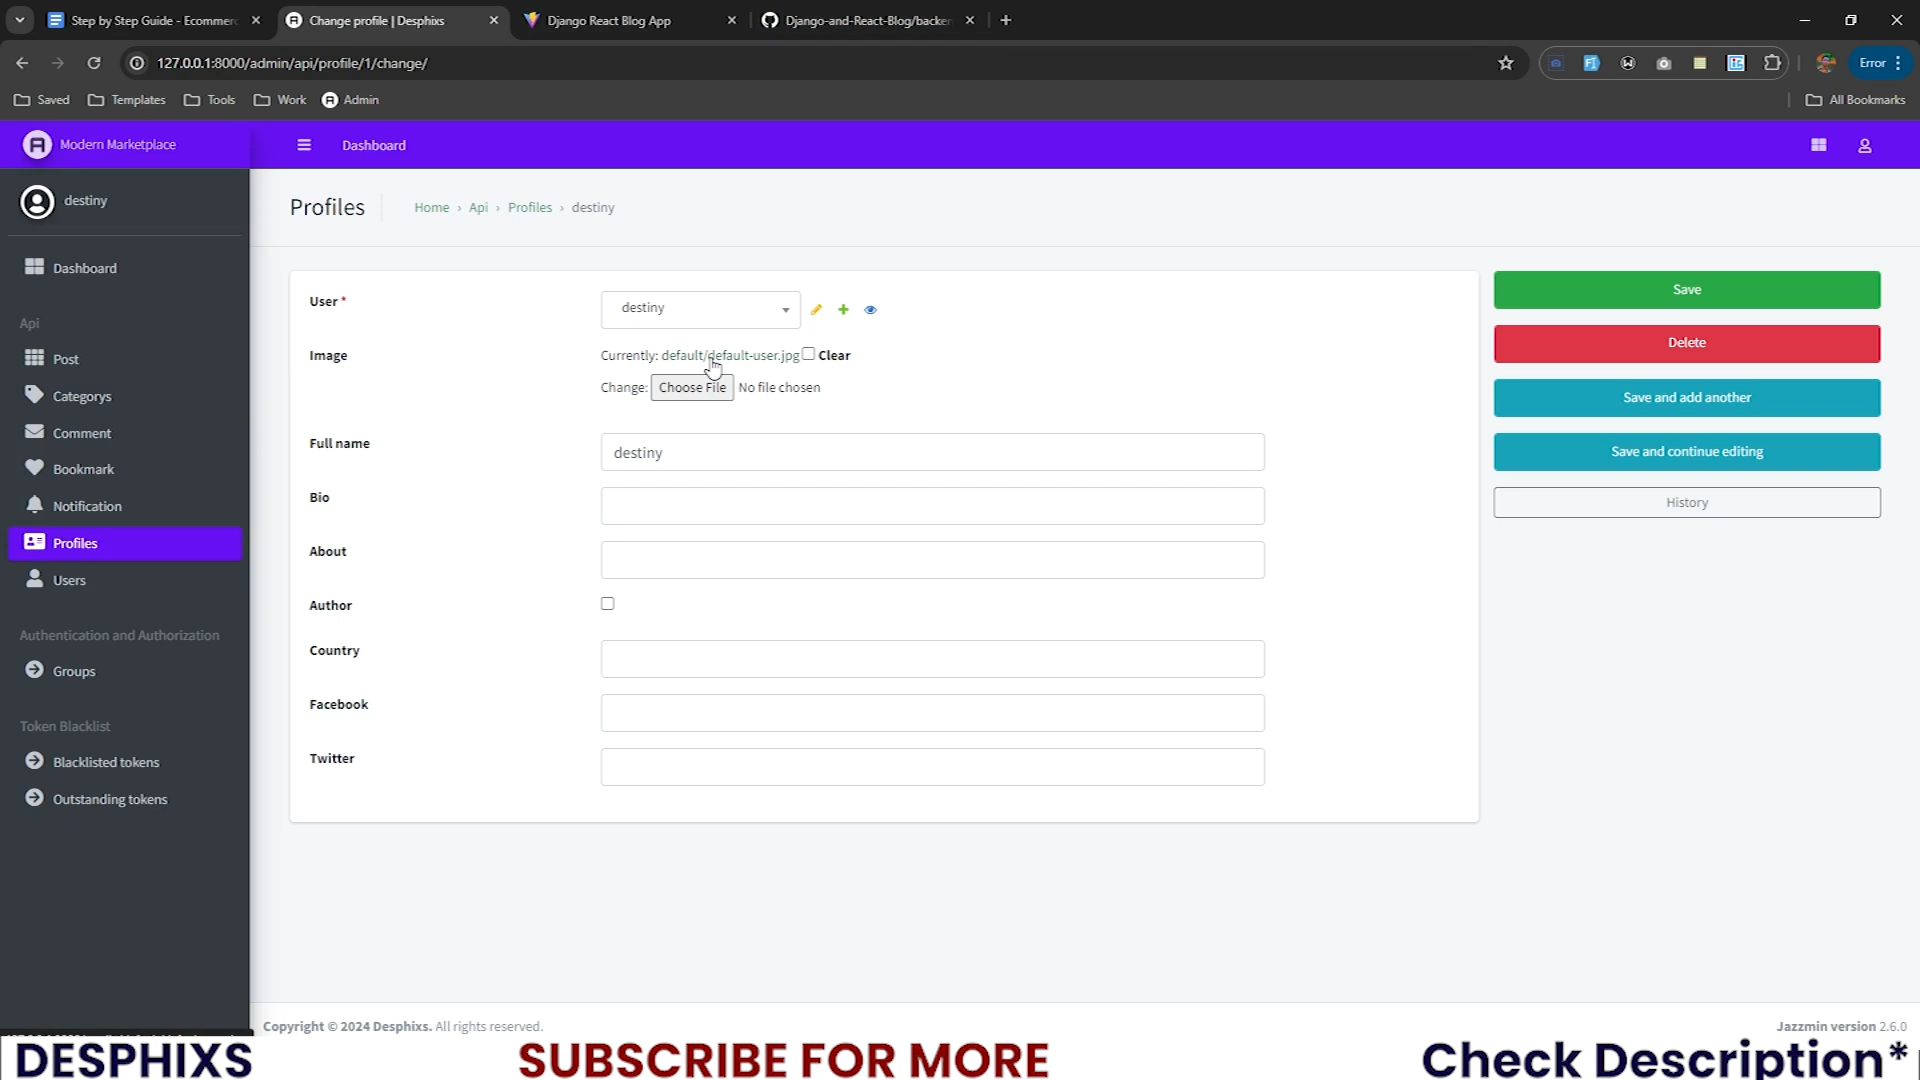 Step by Step Guide - Ecommerc
Change profile | Desphixs
Django React Blog App
Django-and-React-Blog/backen
127.0.0.1:8000/admin/api/profile/1/change/
Error
Saved
Templates
Tools
Work
Admin
All Bookmarks
Modern Marketplace
Dashboard
destiny
Profiles
Home › Api › Profiles › destiny
Dashboard
Api
Post
Categorys
Comment
Bookmark
Notification
Profiles
Users
Authentication and Authorization
Groups
Token Blacklist
Blacklisted tokens
Outstanding tokens
User *
destiny
Image
Currently: default/default-user.jpg Clear
Change: Choose File No file chosen
Full name
destiny
Bio
About
Author
Country
Facebook
Twitter
Save
Delete
Save and add another
Save and continue editing
History
Copyright © 2024 Desphixs. All rights reserved.
Jazzmin version 2.6.0
DESPHIXS
SUBSCRIBE FOR MORE
Check Description*